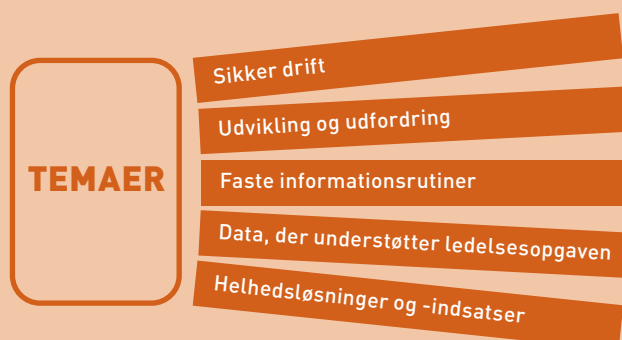 TEMAER
Sikker drift
Udvikling og udfordring
Faste informationsrutiner
Data, der understøtter ledelsesopgaven
Helhedsløsninger og -indsatser